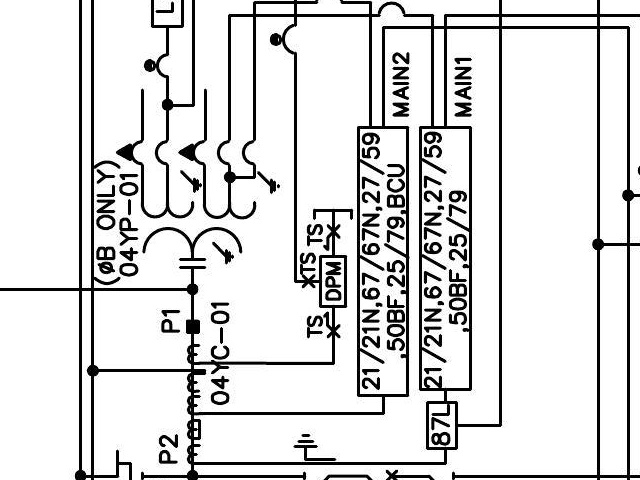 L
(øB ONLY)
04YP-01
P1
04YC-01
P2
TS
TS
TS
DPM
MAIN2
21/21N,67/67N,27/59
,50BF,25/79,BCU
MAIN1
21/21N,67/67N,27/59
,50BF,25/79
87L